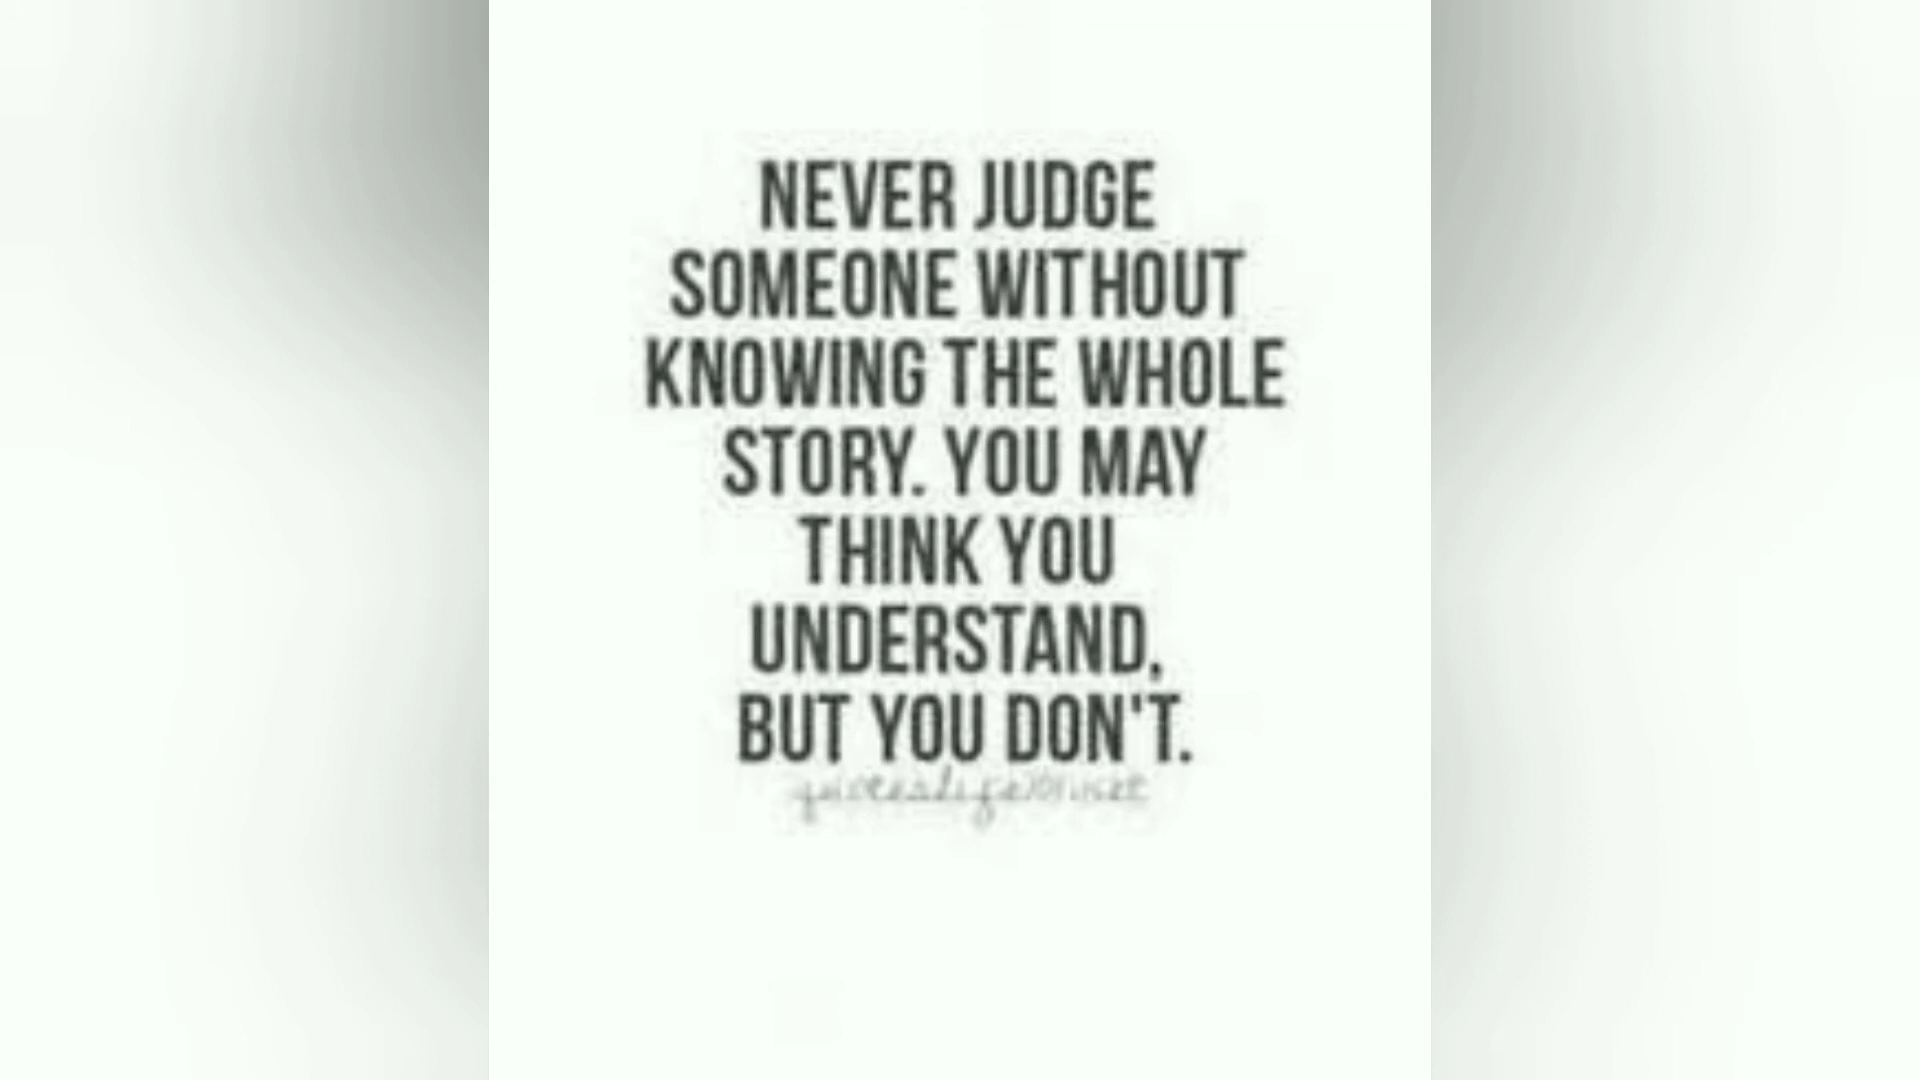 NEVER JUDGE
SOMEONE WITHOUT
KNOWING THE WHOLE
STORY. YOU MAY
THINK YOU
UNDERSTAND,
BUT YOU DON'T.